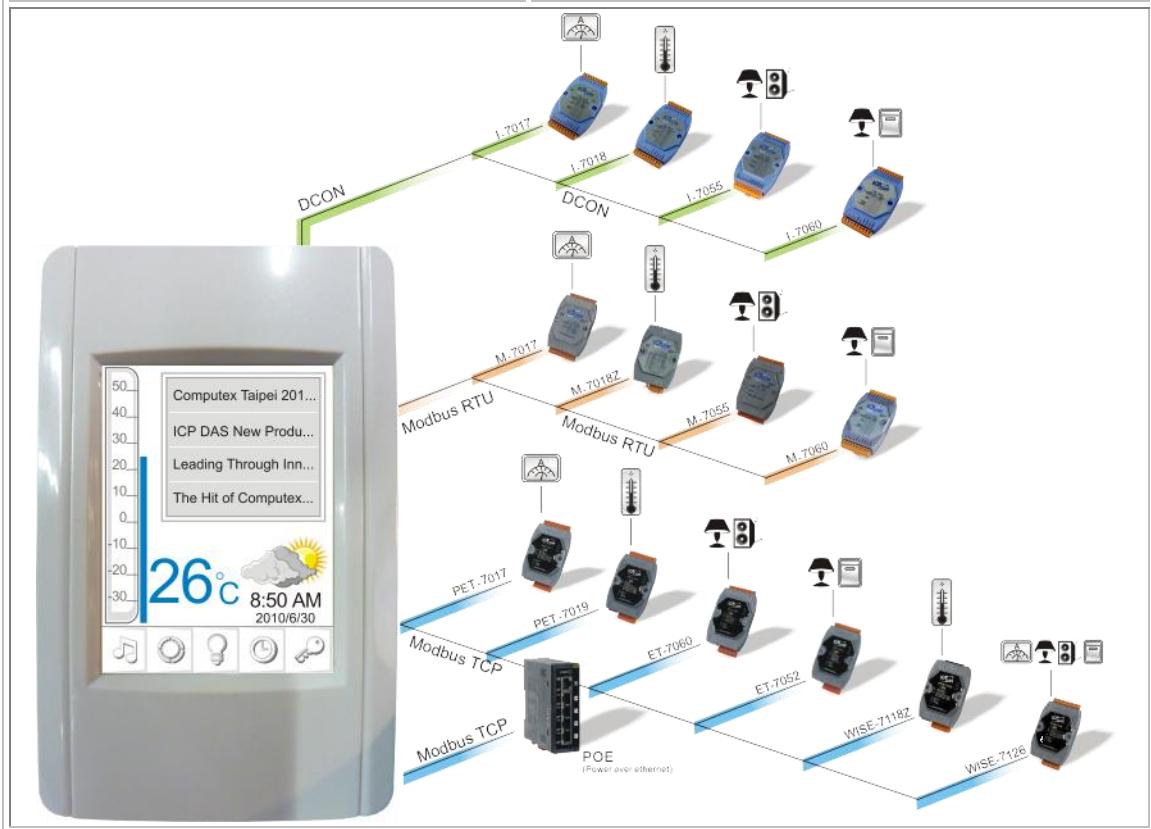 I-7017
I-7018
I-7055
I-7060
DCON
DCON
M-7017
M-7018Z
M-7055
M-7060
Modbus RTU
Modbus RTU
50
40
30
20
10
0
-10
-20
-30
Computex Taipei 201...
ICP DAS New Produ...
Leading Through Inn...
The Hit of Computex...
26°C
8:50 AM
2010/6/30
PET-7017
PET-7019
ET-7060
ET-7052
WISE-7118Z
WISE-7126
Modbus TCP
Modbus TCP
POE
(Power over ethernet)